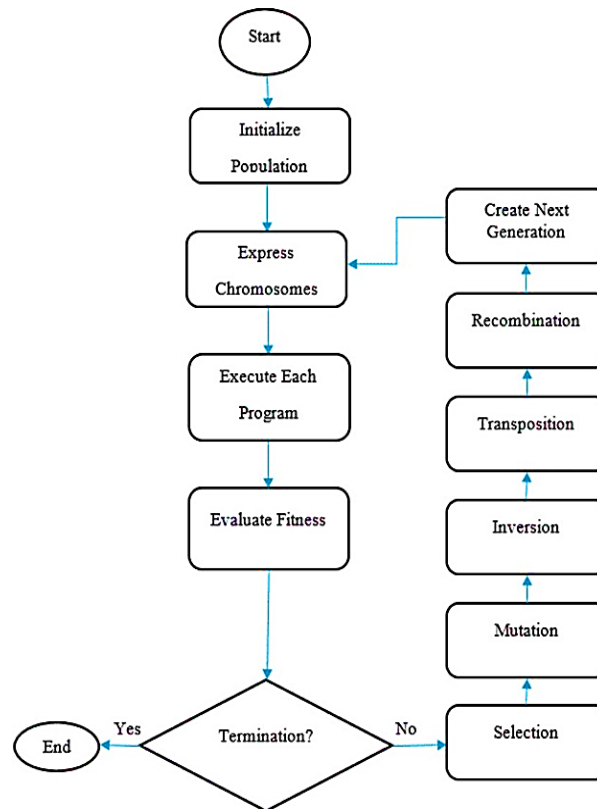 Start
Initialize
Population
Express
Chromosomes
Execute Each
Program
Evaluate Fitness
Termination?
Yes
End
No
Selection
Mutation
Inversion
Transposition
Recombination
Create Next
Generation